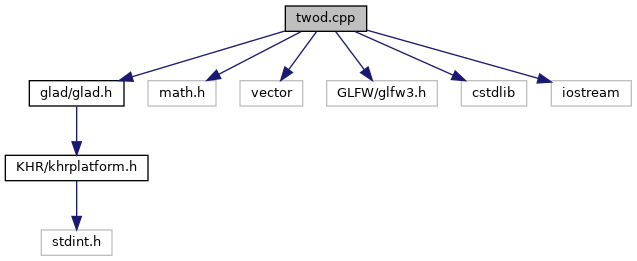 twod.cpp
glad/glad.h
math.h
vector
GLFW/glfw3.h
cstdlib
iostream
KHR/khrplatform.h
stdint.h